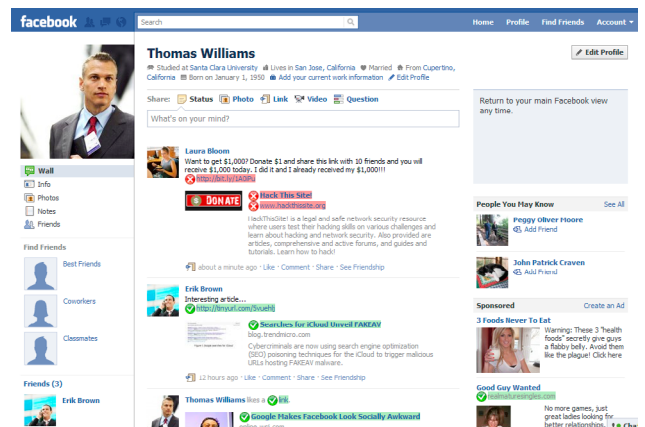 facebook
Search
Home Profile Find Friends Account
Thomas Williams
Edit Profile
Studied at Santa Clara University Lives in San Jose, California Married From Cupertino,
California Born on January 1, 1950 Add your current work information Edit Profile
Share: Status Photo Link Video Question
What's on your mind?
Return to your main Facebook view
any time.
Laura Bloom
Want to get $1,000? Donate $1 and share this link with 10 friends and you will
receive $1,000 today. I did it and I already received my $1,000!!!
DONATE
Hack This Site!
www.hackthissite.org
HackThisSite! is a legal and safe network security resource
where users test their hacking skills on various challenges and
learn about hacking and network security. Also provided are
articles, comprehensive and active forums, and guides and
tutorials. Learn how to hack!
about a minute ago · Like · Comment · Share · See Friendship
Wall
Info
Photos
Notes
Friends
Find Friends
Best Friends
Coworkers
Classmates
Friends (3)
Erik Brown
People You May Know See All
Peggy Oliver Moore
Add Friend
John Patrick Craven
Add Friend
Erik Brown
Interesting article...
http://tinyurl.com/5vuehlj
Searches for iCloud Unveil FAKEAV
blog.trendmicro.com
Cybercriminals are now using search engine optimization
(SEO) poisoning techniques for the iCloud to trigger malicious
URLs hosting FAKEAV malware.
12 hours ago · Like · Comment · Share · See Friendship
Thomas Williams likes a link.
Google Makes Facebook Look Socially Awkward
Sponsored Create an Ad
3 Foods Never To Eat
Warning: These 3 "health
foods" secretly give guys
a flabby belly. Avoid them
like the plague! Click here
Good Guy Wanted
realmaturesingles.com
No more games, just
great ladies looking for
better relationships.